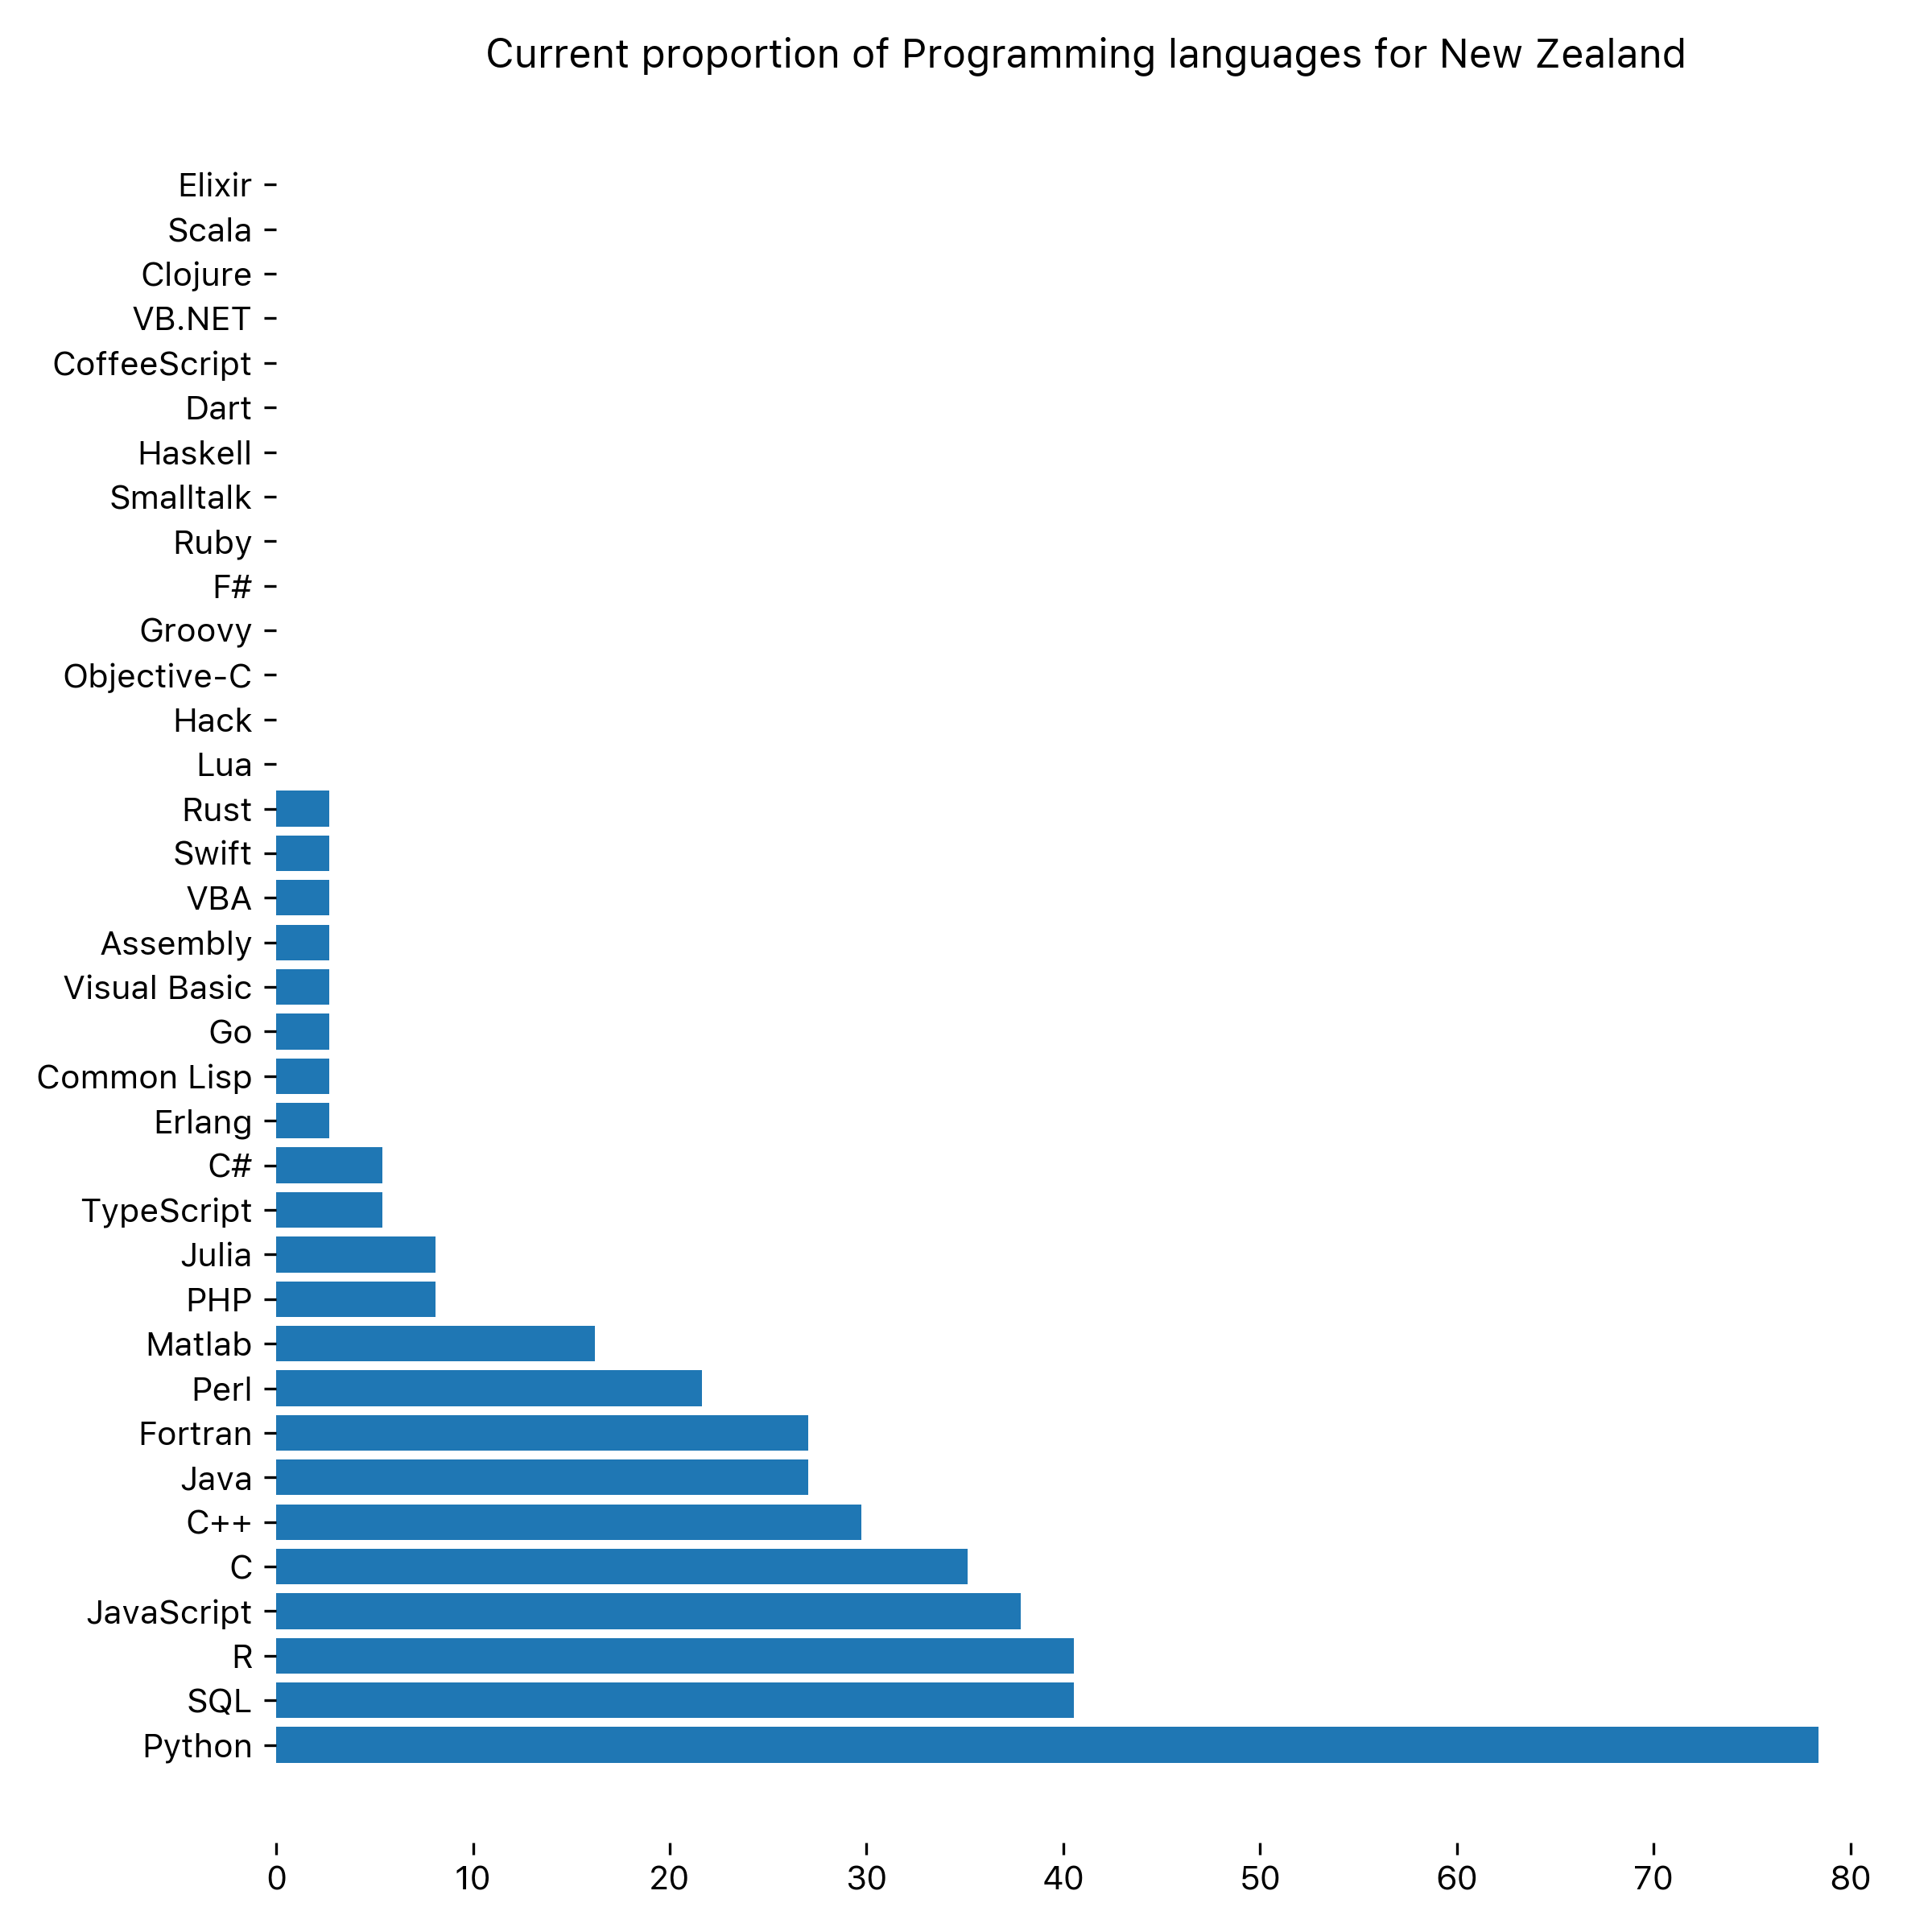 Current proportion of Programming languages for New Zealand
Elixir
Scala
Clojure
VB.NET
CoffeeScript
Dart
Haskell
Smalltalk
Ruby
F#
Groovy
Objective-C
Hack
Lua
Rust
Swift
VBA
Assembly
Visual Basic
Go
Common Lisp
Erlang
C#
TypeScript
Julia
PHP
Matlab
Perl
Fortran
Java
C++
C
JavaScript
R
SQL
Python
0 10 20 30 40 50 60 70 80